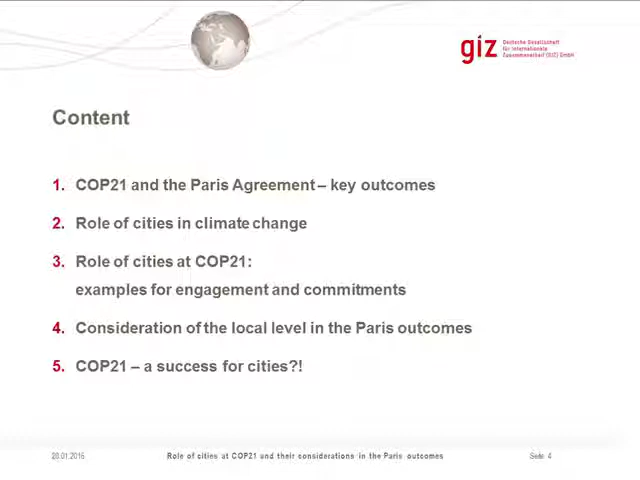 giz
Deutsche Gesellschaft
für Internationale
Zusammenarbeit (GIZ) GmbH
Content
1. COP21 and the Paris Agreement – key outcomes
2. Role of cities in climate change
3. Role of cities at COP21:
examples for engagement and commitments
4. Consideration of the local level in the Paris outcomes
5. COP21 – a success for cities?!
20.01.2016 Role of cities at COP21 and their considerations in the Paris outcomes Seite 4